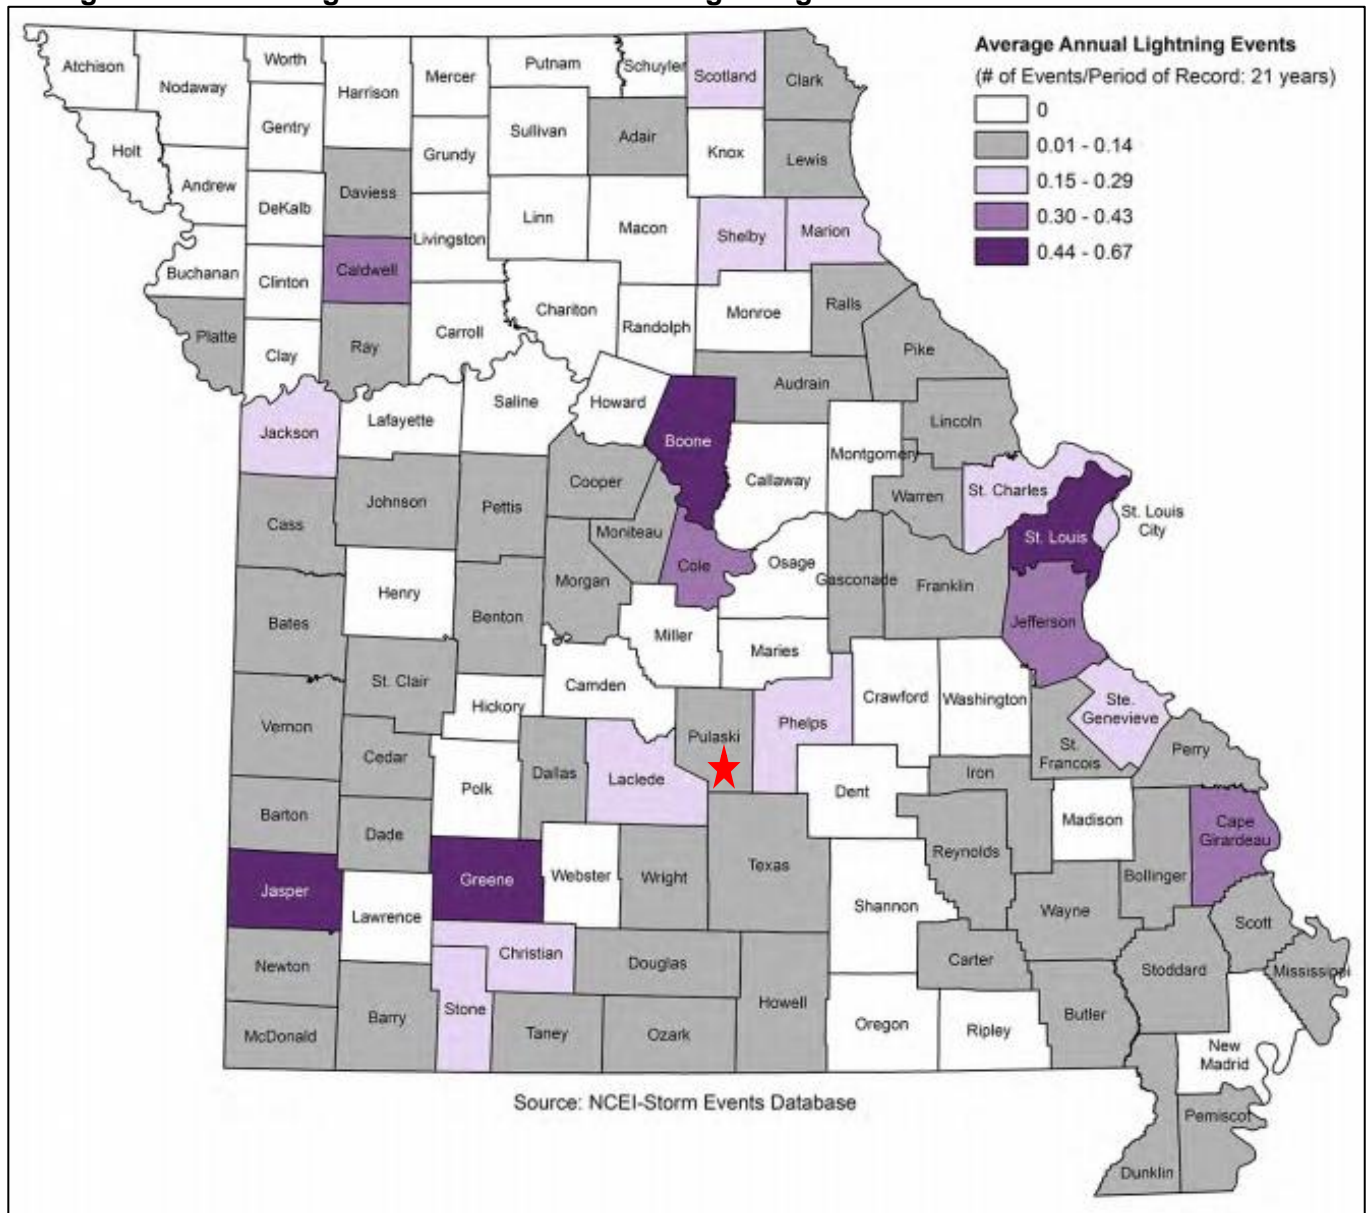 Average Annual Lightning Events
(# of Events/Period of Record: 21 years)
0
0.01 - 0.14
0.15 - 0.29
0.30 - 0.43
0.44 - 0.67
Atchison
Nodaway
Worth
Harrison
Mercer
Putnam
Schuyler
Scotland
Clark
Gentry
Sullivan
Adair
Knox
Lewis
Holt
Andrew
DeKalb
Daviess
Grundy
Linn
Macon
Shelby
Marion
Livingston
Buchanan
Clinton
Caldwell
Chariton
Randolph
Monroe
Ralls
Platte
Clay
Ray
Carroll
Pike
Audrain
Saline
Howard
Jackson
Lafayette
Boone
Lincoln
Montgomery
Callaway
Cooper
Johnson
Pettis
Warren
St. Charles
St. Louis
City
Cass
Moniteau
St. Louis
Cole
Osage
Gasconade
Franklin
Morgan
Henry
Benton
Bates
Jefferson
Miller
Maries
St. Clair
Camden
Hickory
Crawford
Washington
Ste.
Genevieve
Vernon
Cedar
Pulaski
Phelps
St.
Francois
Perry
Dallas
Laclede
Iron
Polk
Dent
Barton
Dade
Madison
Cape
Girardeau
Reynolds
Texas
Jasper
Greene
Webster
Wright
Bollinger
Lawrence
Shannon
Wayne
Scott
Christian
Douglas
Newton
Carter
Stoddard
Mississippi
Stone
Howell
Barry
Taney
Ozark
Oregon
Ripley
Butler
McDonald
New
Madrid
Pemiscot
Dunklin
Source: NCEI-Storm Events Database